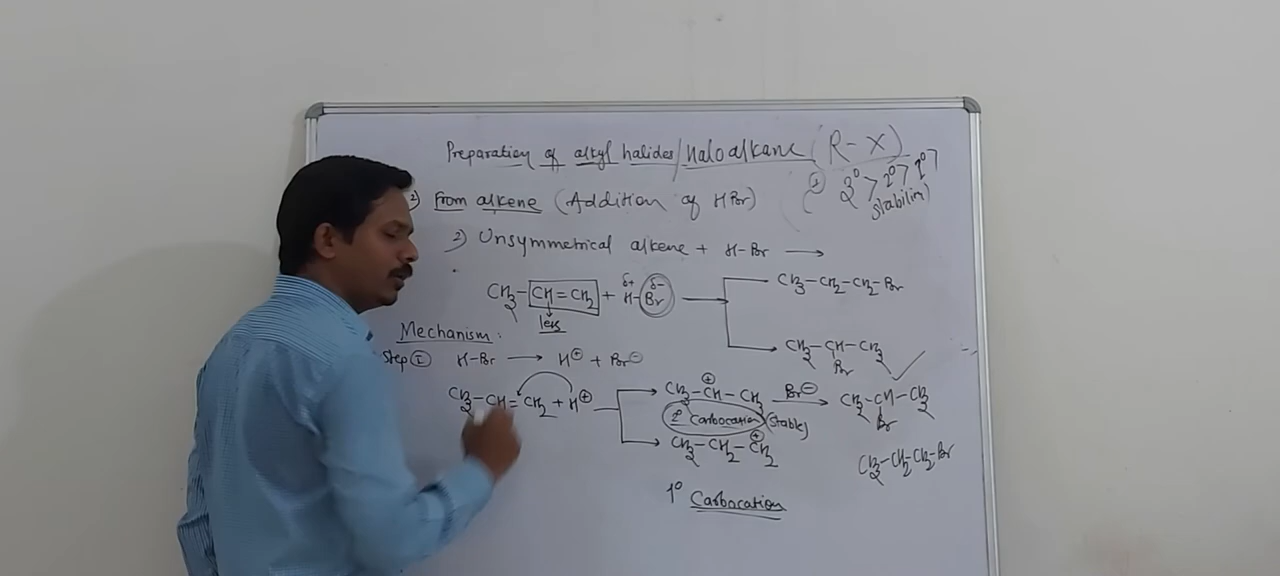 Preparation of alkyl halides/Haloalkane (R-X)
① 3° > 2° > 1°
stability
2) From alkene (Addition of HBr)
2) Unsymmetrical alkene + H-Br →
CH3-CH2-CH2-Br
CH3-CH=CH2 + H-Br →
δ+ δ-
less
CH3-CH-CH3
Br
Mechanism:
Step ① H-Br → H⊕ + Br⊖
CH3-CH=CH2 + H⊕
CH3-CH-CH3 Br⊖ → CH3-CH-CH3
⊕
Br
2° Carbocation (stable)
CH3-CH2-CH2
⊕
CH3-CH2-CH2-Br
1° Carbocation